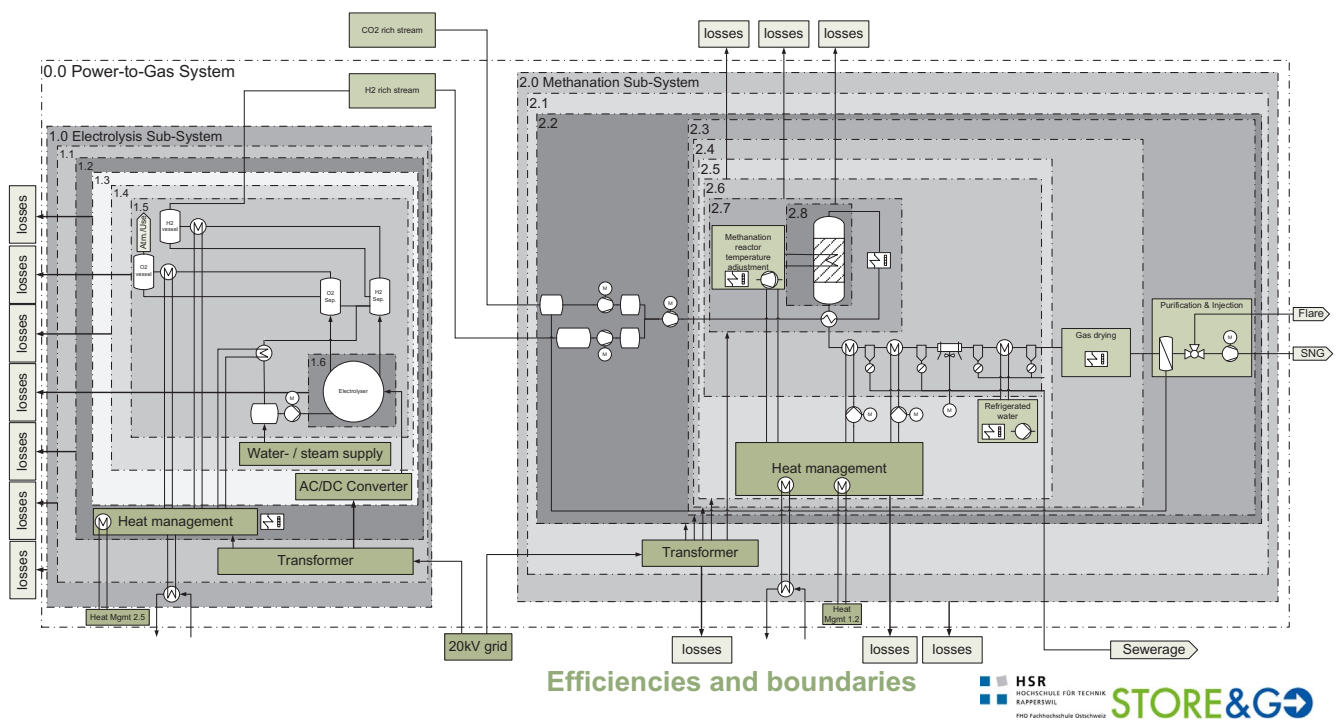 CO2 rich stream
losses
losses
losses
0.0 Power-to-Gas System
2.0 Methanation Sub-System
H2 rich stream
2.1
2.2
2.3
1.0 Electrolysis Sub-System
2.4
1.1
1.2
2.5
1.3
2.6
1.4
2.7
2.8
1.5
Atm./Use
H2
vessel
M
losses
losses
losses
losses
losses
losses
losses
O2
vessel
M
O2
Sep.
H2
Sep.
M
1.6
Electrolyser
M
Water- / steam supply
AC/DC Converter
M
Heat management
Transformer
M
Heat Mgmt 2.5
20kV grid
Methanation
reactor
temperature
adjustment
M
M
M
M
M
M
M
M
M
M
Gas drying
Purification & Injection
M
Flare
SNG
Refrigerated
water
Heat management
M
M
Transformer
M
Heat
Mgmt 1.2
losses
losses
losses
Sewerage
Efficiencies and boundaries
HSR
HOCHSCHULE FÜR TECHNIK
RAPPERSWIL
FHO Fachhochschule Ostschweiz
STORE&GO